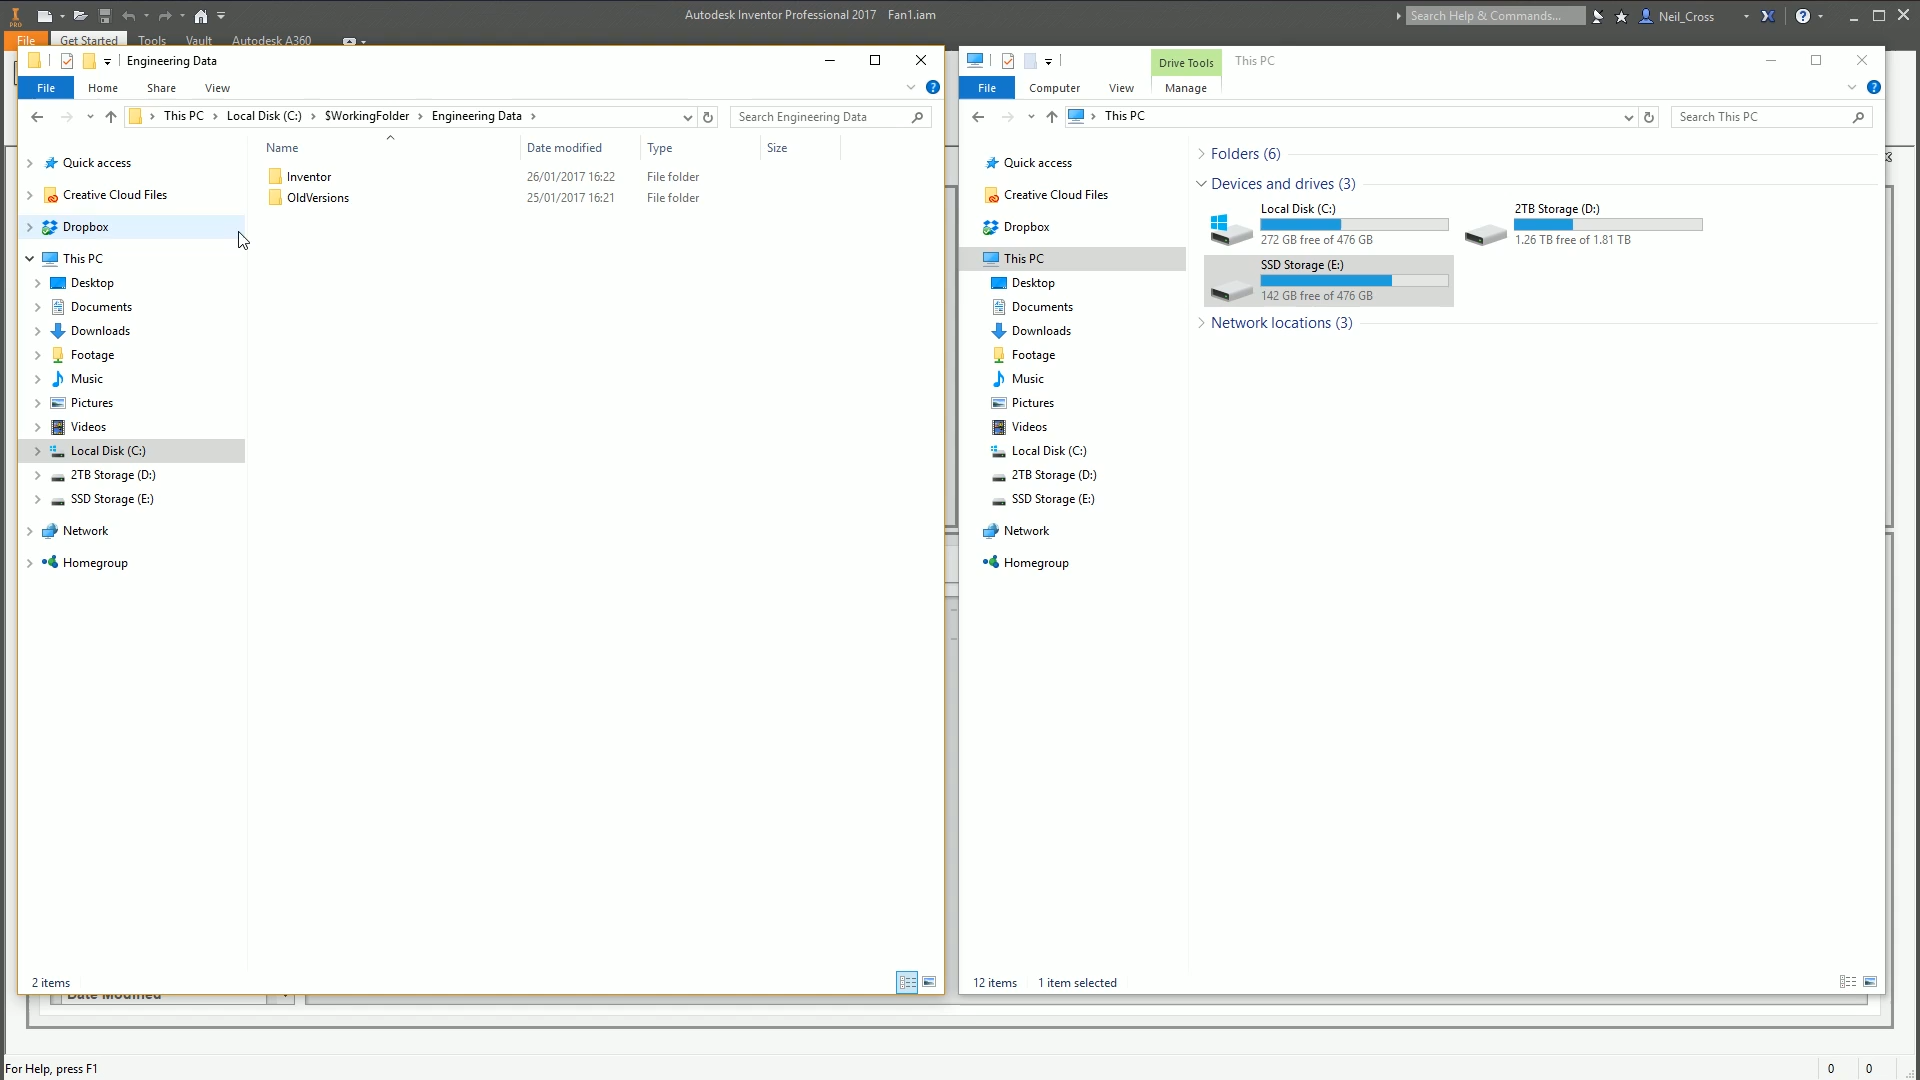 Autodesk Inventor Professional 2017 Fan1.iam
Search Help & Commands...
Neil_Cross
PRO
File Get Started Tools Vault Autodesk A360
Engineering Data
File Home Share View
This PC Local Disk (C:) $WorkingFolder Engineering Data
Search Engineering Data
Name Date modified Type Size
Inventor 26/01/2017 16:22 File folder
OldVersions 25/01/2017 16:21 File folder
Quick access
Creative Cloud Files
Dropbox
This PC
Desktop
Documents
Downloads
Footage
Music
Pictures
Videos
Local Disk (C:)
2TB Storage (D:)
SSD Storage (E:)
Network
Homegroup
2 items
Drive Tools This PC
File Computer View Manage
This PC
Search This PC
Quick access
Creative Cloud Files
Dropbox
This PC
Desktop
Documents
Downloads
Footage
Music
Pictures
Videos
Local Disk (C:)
2TB Storage (D:)
SSD Storage (E:)
Network
Homegroup
Folders (6)
Devices and drives (3)
Local Disk (C:)
272 GB free of 476 GB
2TB Storage (D:)
1.26 TB free of 1.81 TB
SSD Storage (E:)
142 GB free of 476 GB
Network locations (3)
12 items 1 item selected
Date Modified
For Help, press F1
0 0